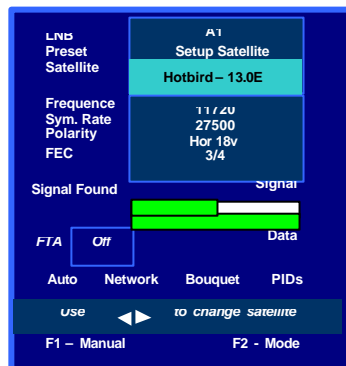 LNB A1
Preset Setup Satellite
Satellite Hotbird – 13.0E
Frequence 11720
Sym. Rate 27500
Polarity Hor 18v
FEC 3/4
Signal Found Signal
FTA Off Data
Auto Network Bouquet PIDs
Use ◀▶ to change satellite
F1 – Manual F2 - Mode